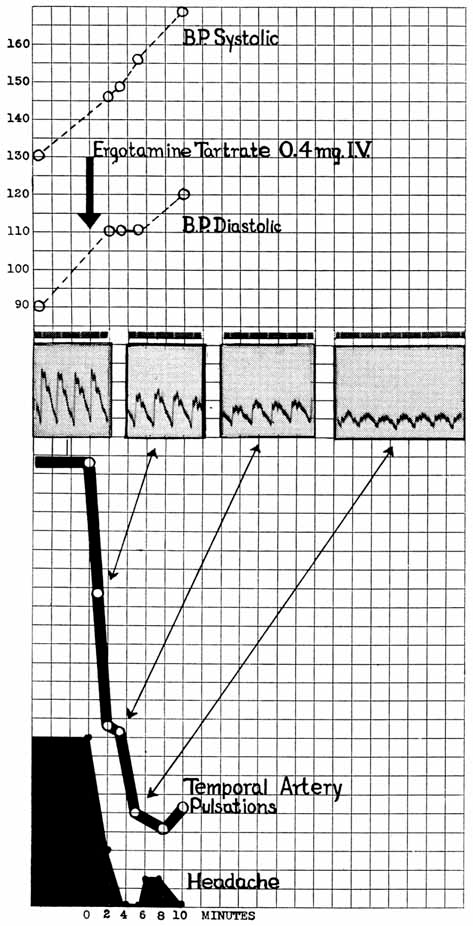 160
B.P. Systolic
150
140
130
Ergotamine Tartrate 0.4 mg. I.V.
120
110
B.P. Diastolic
100
90
Temporal Artery
Pulsations
Headache
0 2 4 6 8 10 MINUTES